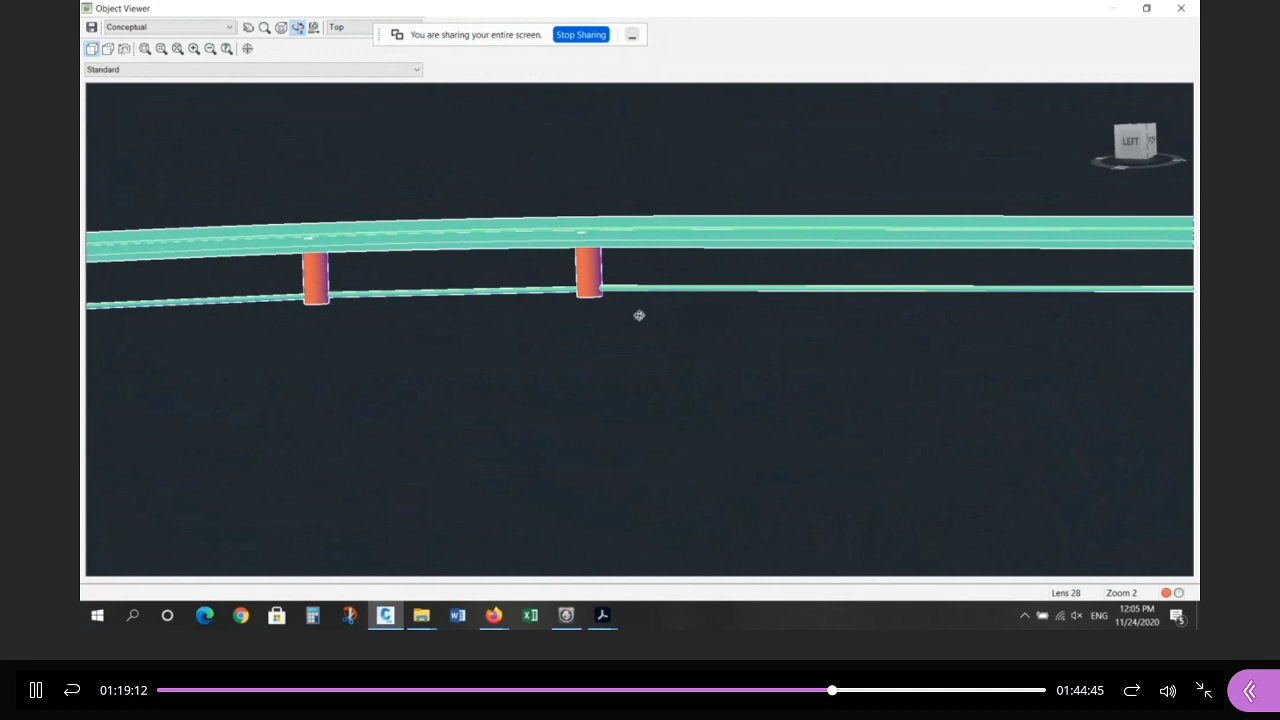 Object Viewer
Conceptual
Top
You are sharing your entire screen.
Stop Sharing
Standard
LEFT
Lens 28
Zoom 2
ENG
12:05 PM
11/24/2020
5
01:19:12
01:44:45